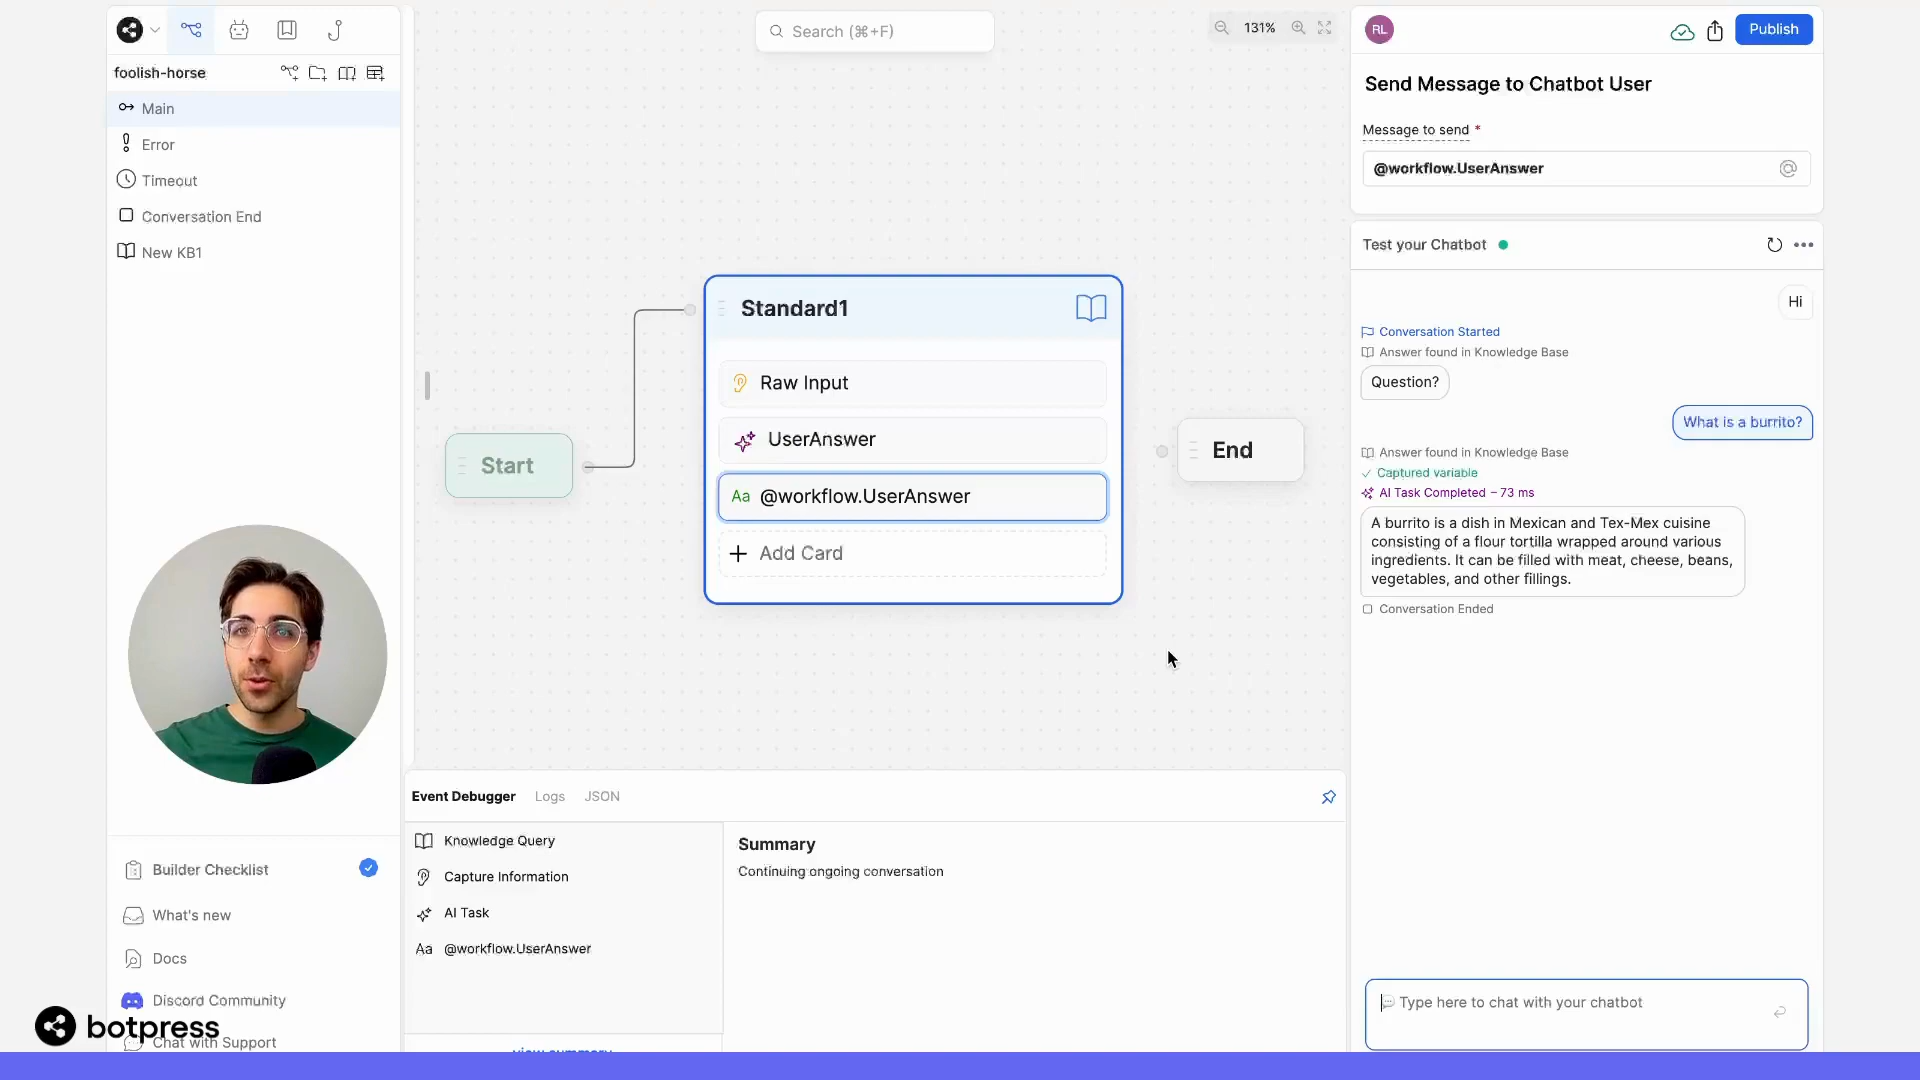 foolish-horse
Main
Error
Timeout
Conversation End
New KB1
Builder Checklist
What's new
Docs
Discord Community
Chat with Support
botpress
Search (⌘+F)
131%
Start
Standard1
Raw Input
UserAnswer
Aa @workflow.UserAnswer
+ Add Card
End
Event Debugger Logs JSON
Knowledge Query
Capture Information
AI Task
Aa @workflow.UserAnswer
view summary
Summary
Continuing ongoing conversation
RL
Publish
Send Message to Chatbot User
Message to send *
@workflow.UserAnswer @
Test your Chatbot
Hi
Conversation Started
Answer found in Knowledge Base
Question?
What is a burrito?
Answer found in Knowledge Base
Captured variable
AI Task Completed – 73 ms
A burrito is a dish in Mexican and Tex-Mex cuisine
consisting of a flour tortilla wrapped around various
ingredients. It can be filled with meat, cheese, beans,
vegetables, and other fillings.
Conversation Ended
Type here to chat with your chatbot